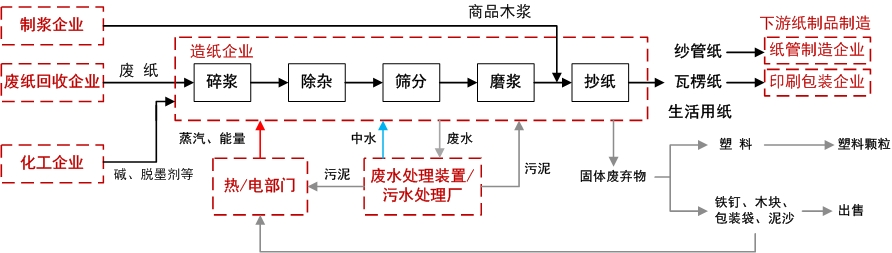 制浆企业
商品木浆
下游纸制品制造
造纸企业
纱管纸
纸管制造企业
废纸回收企业
废 纸
碎浆
除杂
筛分
磨浆
抄纸
瓦楞纸
印刷包装企业
生活用纸
蒸汽、能量
中水
废水
化工企业
碱、脱墨剂等
塑 料
塑料颗粒
污泥
污泥
热/电部门
废水处理装置/
污水处理厂
固体废弃物
铁钉、木块、
包装袋、泥沙
出售